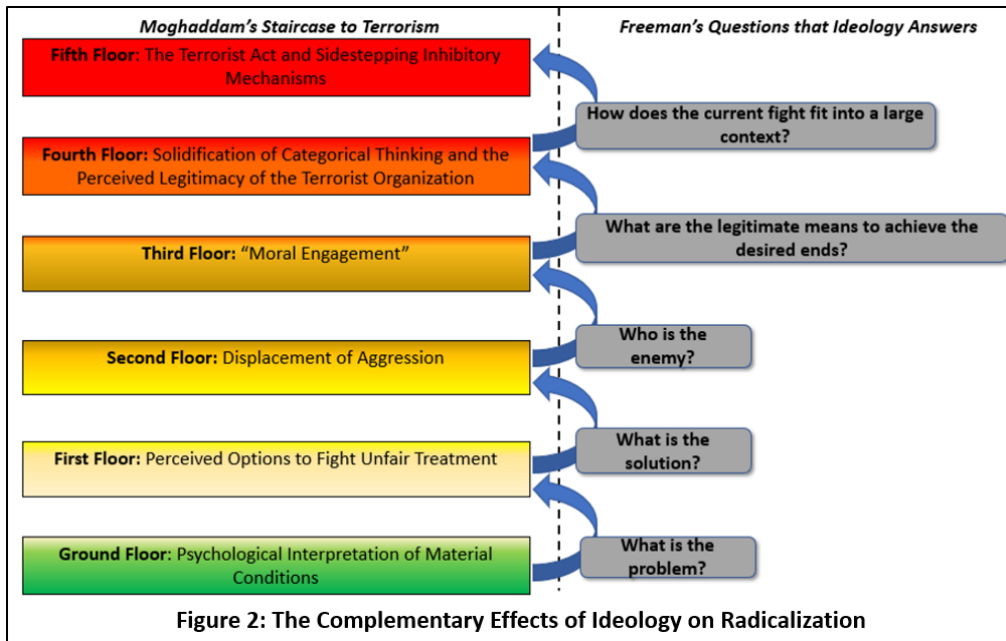 Moghaddam's Staircase to Terrorism
Freeman's Questions that Ideology Answers
Fifth Floor: The Terrorist Act and Sidestepping Inhibitory
Mechanisms
How does the current fight fit into a large
context?
Fourth Floor: Solidification of Categorical Thinking and the
Perceived Legitimacy of the Terrorist Organization
What are the legitimate means to achieve the
desired ends?
Third Floor: “Moral Engagement”
Who is the
enemy?
Second Floor: Displacement of Aggression
What is the
solution?
First Floor: Perceived Options to Fight Unfair Treatment
What is the
problem?
Ground Floor: Psychological Interpretation of Material
Conditions
Figure 2: The Complementary Effects of Ideology on Radicalization